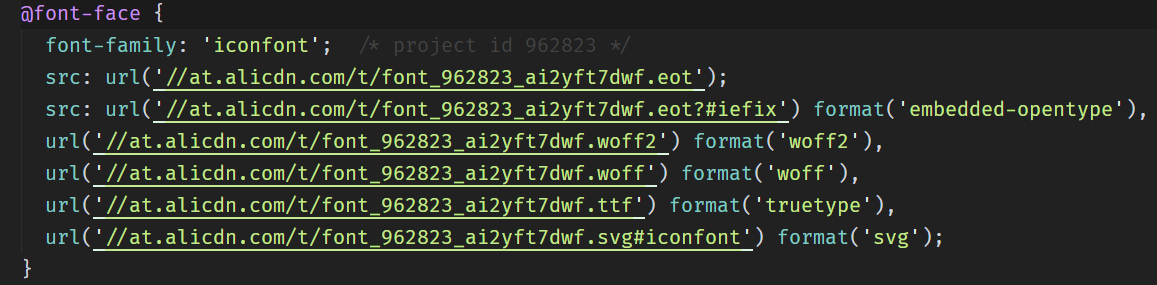 @font-face {
font-family: 'iconfont';  /* project id 962823 */
src: url('//at.alicdn.com/t/font_962823_ai2yft7dwf.eot');
src: url('//at.alicdn.com/t/font_962823_ai2yft7dwf.eot?#iefix') format('embedded-opentype'),
url('//at.alicdn.com/t/font_962823_ai2yft7dwf.woff2') format('woff2'),
url('//at.alicdn.com/t/font_962823_ai2yft7dwf.woff') format('woff'),
url('//at.alicdn.com/t/font_962823_ai2yft7dwf.ttf') format('truetype'),
url('//at.alicdn.com/t/font_962823_ai2yft7dwf.svg#iconfont') format('svg');
}